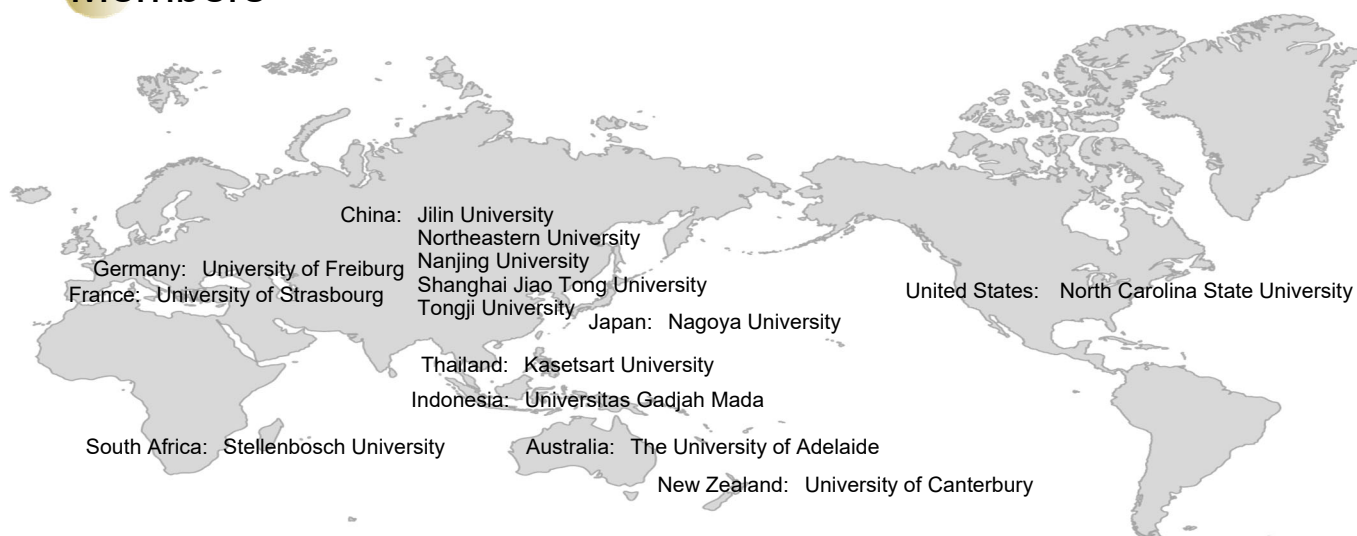 Members
China: Jilin University
Northeastern University
Nanjing University
Shanghai Jiao Tong University
Tongji University
Germany: University of Freiburg
France: University of Strasbourg
United States: North Carolina State University
Japan: Nagoya University
Thailand: Kasetsart University
Indonesia: Universitas Gadjah Mada
South Africa: Stellenbosch University
Australia: The University of Adelaide
New Zealand: University of Canterbury